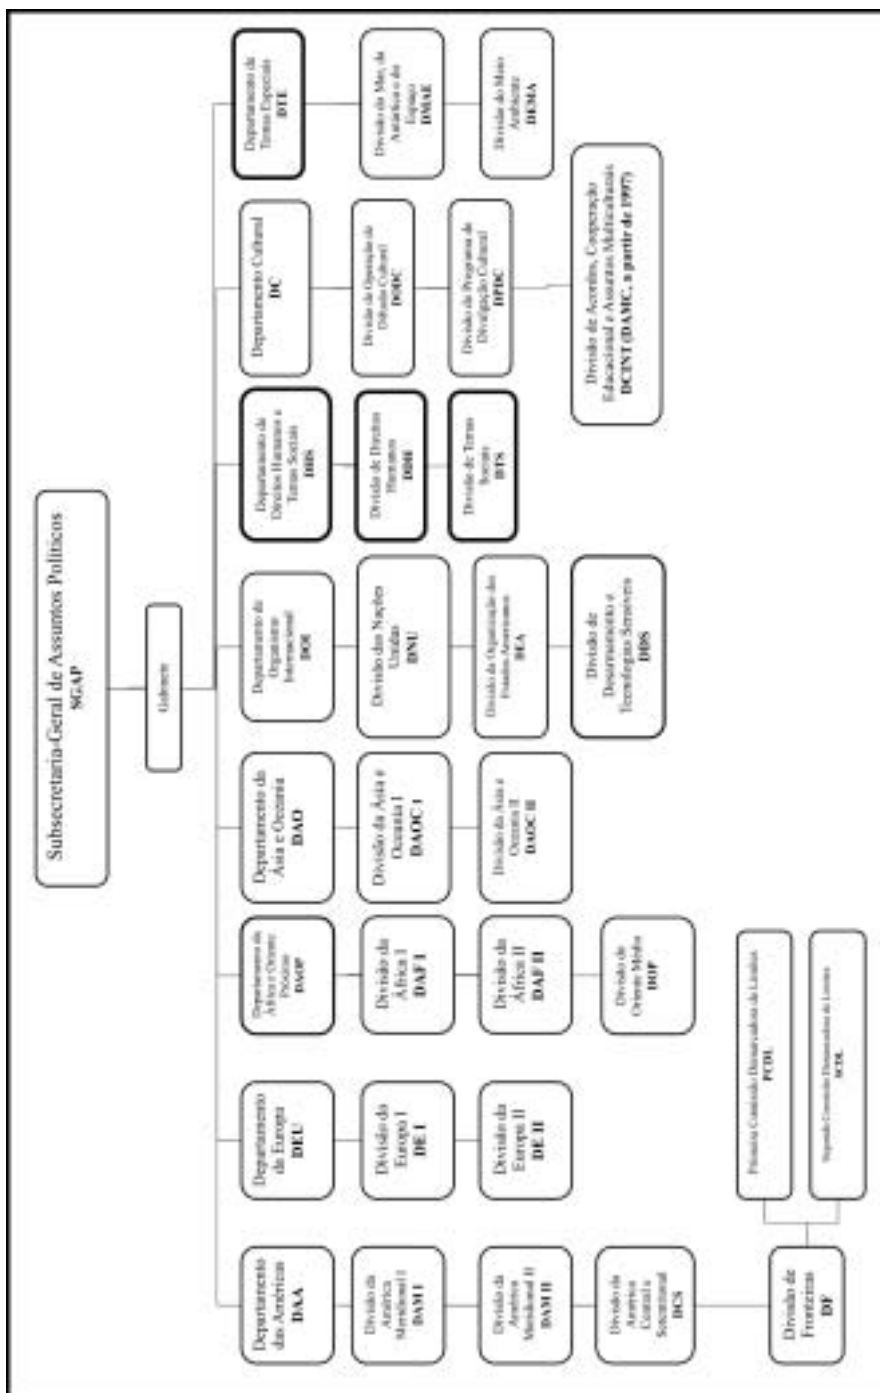 Subsecretaria-Geral de Assuntos Políticos
SGAP
Gabinete
Departamento
das Américas
DAA
Divisão da
América
Meridional I
DAM I
Divisão da
América
Meridional II
DAM II
Divisão da
América
Central e
Setentrional
DCS
Divisão de
Fronteiras
DF
Primeira Comissão Demarcadora de Limites
PCDL
Segunda Comissão Demarcadora de Limites
SCDL
Departamento
da Europa
DEU
Divisão da
Europa I
DE I
Divisão da
Europa II
DE II
Departamento da
África e Oriente
Próximo
DAOP
Divisão da
África I
DAF I
Divisão da
África II
DAF II
Divisão do
Oriente Médio
DOP
Departamento da
Ásia e Oceania
DAO
Divisão da Ásia e
Oceania I
DAOC I
Divisão da Ásia e
Oceania II
DAOC II
Departamento de
Organismo
Internacional
DOI
Divisão das Nações
Unidas
DNU
Divisão da Organização dos
Estados Americanos
DEA
Divisão de
Desarmamento e
Tecnologias Sensíveis
DDS
Departamento de
Direitos Humanos e
Temas Sociais
DHS
Divisão de Direitos
Humanos
DDH
Divisão de Temas
Sociais
DTS
Departamento Cultural
DC
Divisão de Operação de
Difusão Cultural
DODC
Divisão de Programa de
Divulgação Cultural
DPDC
Divisão de Acordos, Cooperação
Educacional e Assuntos Multiculturais
DCINT (DAMC, a partir de 1997)
Departamento de
Temas Especiais
DTE
Divisão do Mar, da
Antártica e do
Espaço
DMAE
Divisão do Meio
Ambiente
DEMA